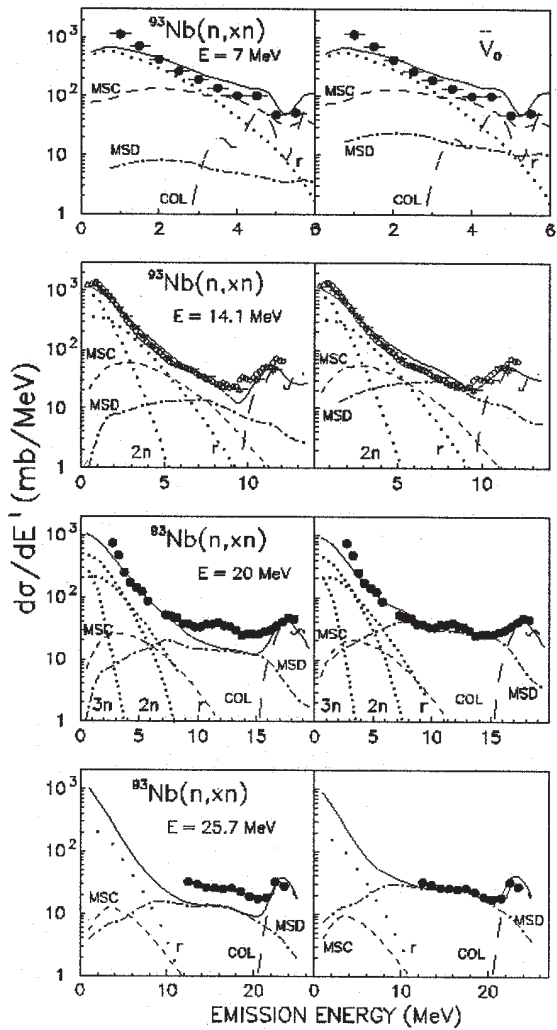 ⁹³Nb(n,xn)
E = 7 MeV
V̄₀
10³
10²
10
1
MSC
MSD
COL
r
MSC
MSD
COL
r
0 2 4 6 0 2 4 6
⁹³Nb(n,xn)
E = 14.1 MeV
10³
10²
10
1
MSC
MSD
2n
r
MSC
MSD
2n
r
0 5 10 0 5 10
⁹³Nb(n,xn)
E = 20 MeV
10³
10²
10
1
MSC
3n 2n r COL MSD
MSC
3n 2n r COL MSD
0 5 10 15 0 5 10 15
⁹³Nb(n,xn)
E = 25.7 MeV
10³
10²
10
1
MSC
r
COL
MSD
MSC
r
COL
MSD
0 10 20 0 10 20
dσ/dE' (mb/MeV)
EMISSION ENERGY (MeV)